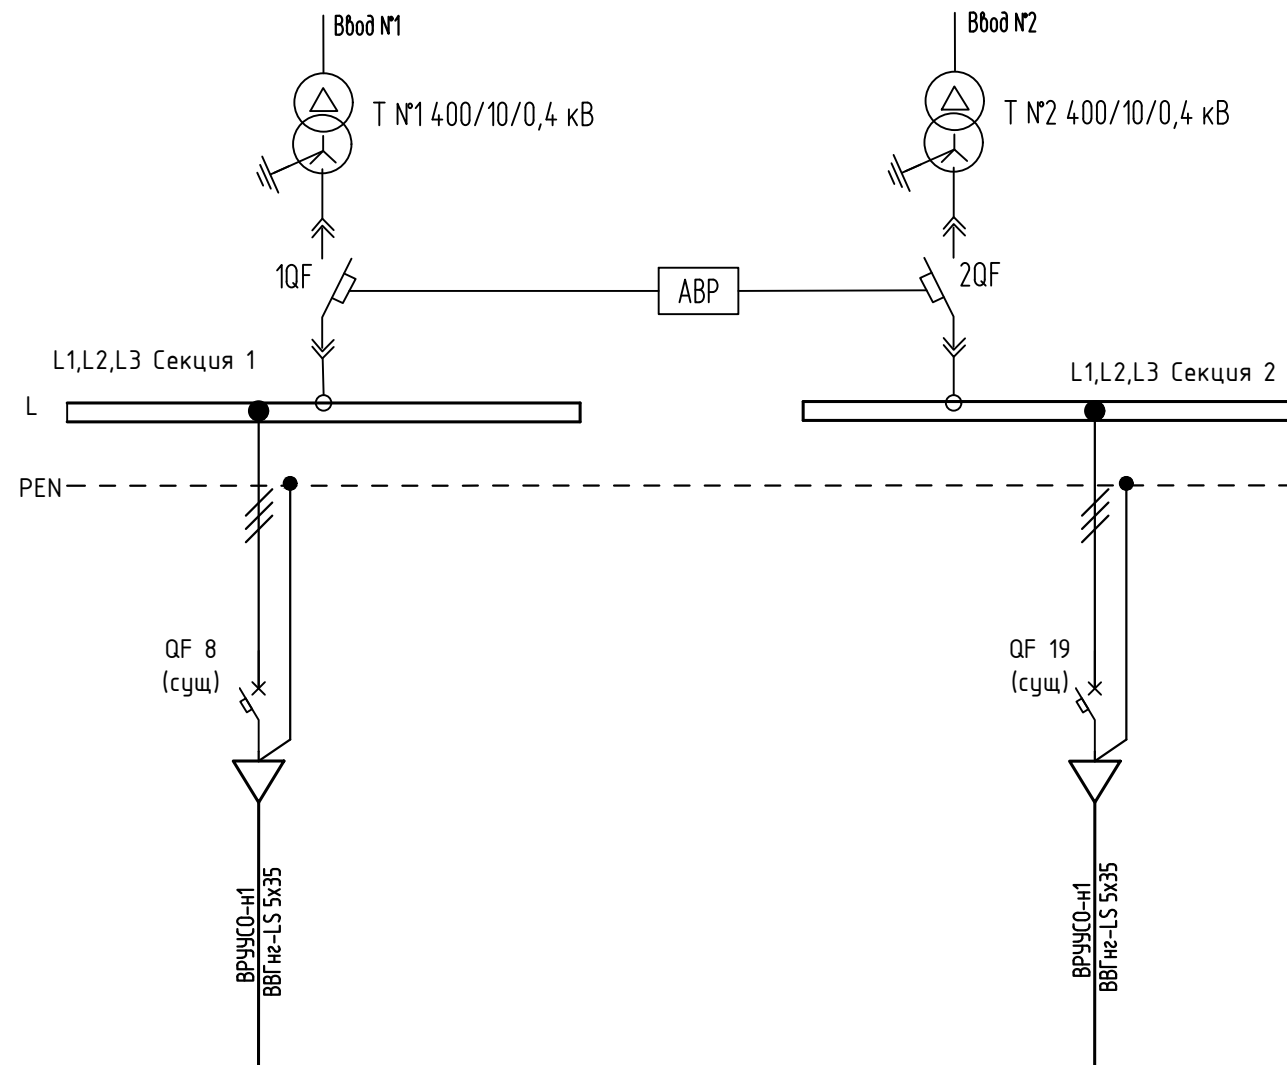 Ввод №1
Ввод №2
Т №1 400/10/0,4 кВ
Т №2 400/10/0,4 кВ
1QF
АВР
2QF
L1,L2,L3 Секция 1
L1,L2,L3 Секция 2
L
PEN
QF 8
(сущ)
QF 19
(сущ)
ВРУУСО-н1
ВВГнг-LS 5х35
ВРУУСО-н1
ВВГнг-LS 5х35